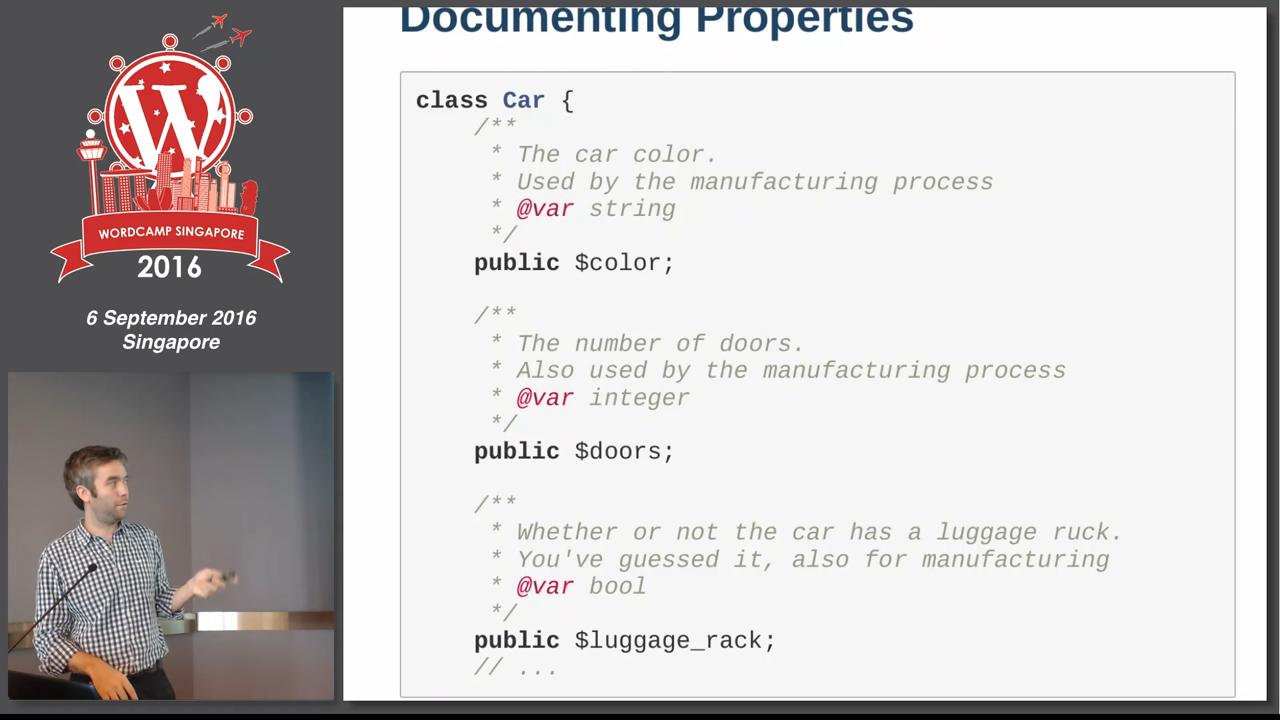 W
WORDCAMP SINGAPORE
2016
6 September 2016
Singapore
Documenting Properties
class Car {
/**
* The car color.
* Used by the manufacturing process
* @var string
*/
public $color;
/**
* The number of doors.
* Also used by the manufacturing process
* @var integer
*/
public $doors;
/**
* Whether or not the car has a luggage ruck.
* You've guessed it, also for manufacturing
* @var bool
*/
public $luggage_rack;
// ...